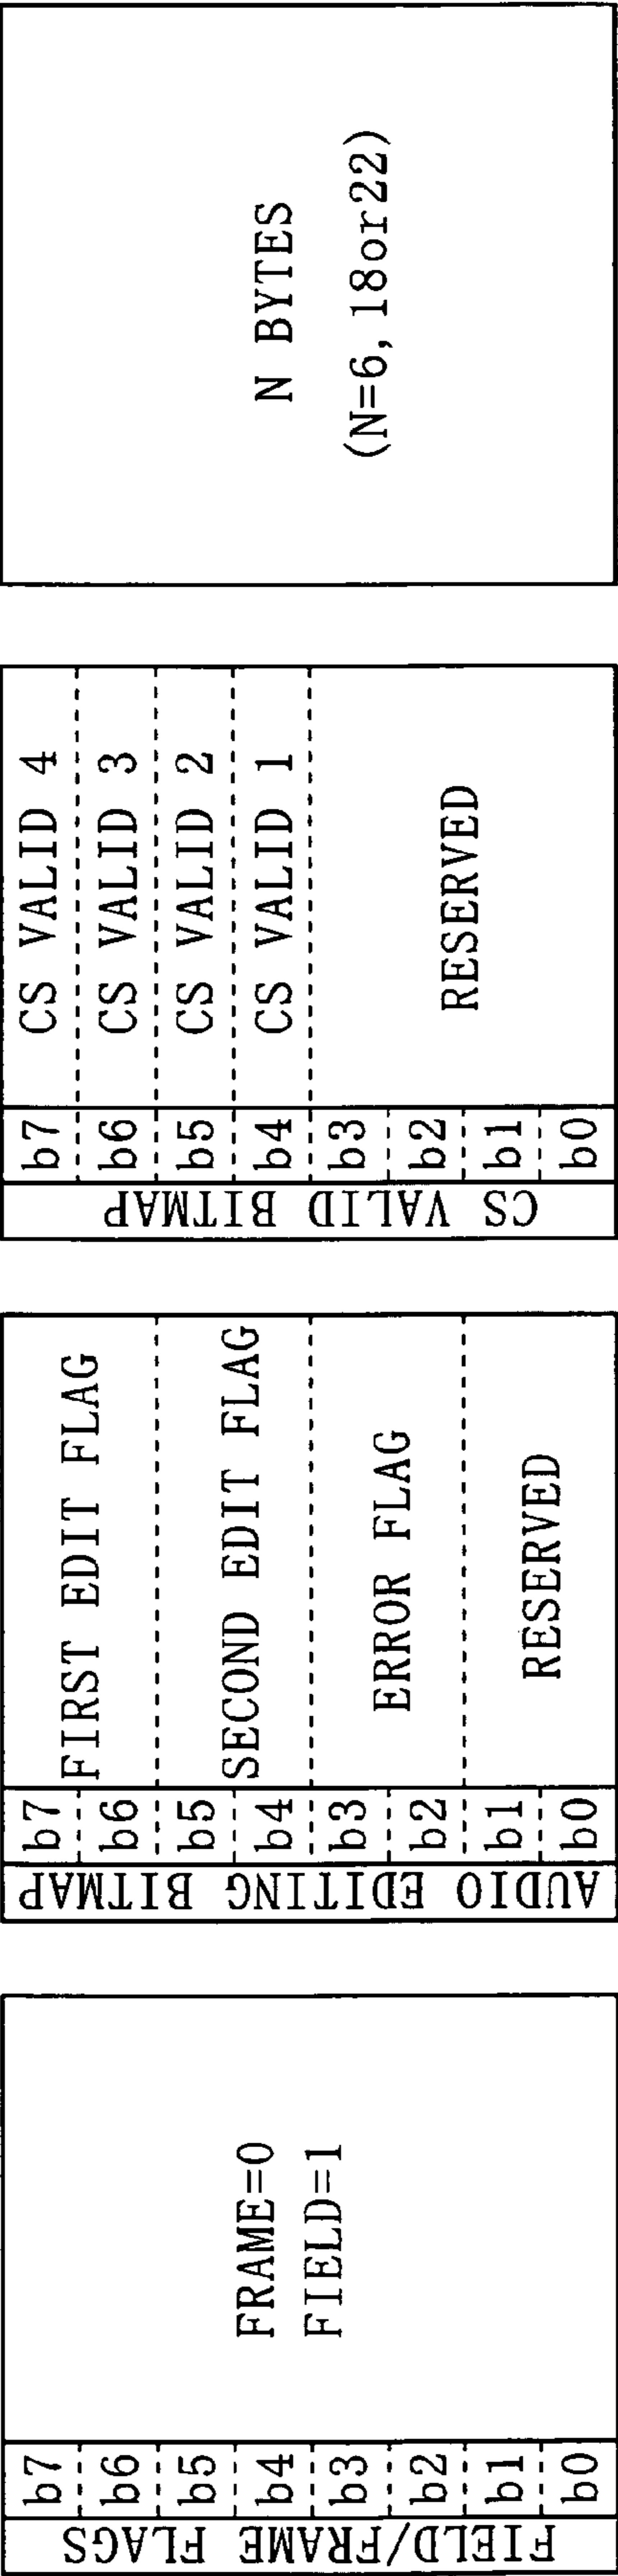 FIELD/FRAME FLAGS
b7
b6
b5
b4
b3
b2
b1
b0
FRAME=0
FIELD=1
AUDIO EDITING BITMAP
b7
b6
b5
b4
b3
b2
b1
b0
FIRST EDIT FLAG
SECOND EDIT FLAG
ERROR FLAG
RESERVED
CS VALID BITMAP
b7
b6
b5
b4
b3
b2
b1
b0
CS VALID 4
CS VALID 3
CS VALID 2
CS VALID 1
RESERVED
N BYTES
(N=6, 18or22)